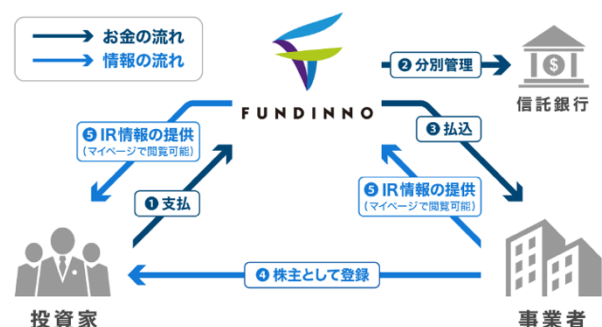 お金の流れ
情報の流れ
FUNDINNO
❷分別管理
信託銀行
❺IR情報の提供
(マイページで閲覧可能)
❸払込
❶支払
❺IR情報の提供
(マイページで閲覧可能)
❹株主として登録
投資家
事業者